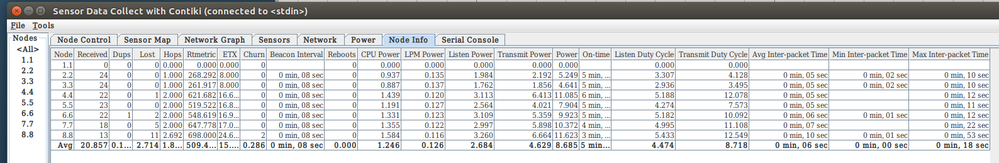 Sensor Data Collect with Contiki (connected to <stdin>)
File Tools
Nodes
<All>
1.1
2.2
3.3
4.4
5.5
6.6
7.7
8.8
Node Control Sensor Map Network Graph Sensors Network Power Node Info Serial Console
Node Received Dups Lost Hops Rtmetric ETX Churn Beacon Interval Reboots CPU Power LPM Power Listen Power Transmit Power Power On-time Listen Duty Cycle Transmit Duty Cycle Avg Inter-packet Time Min Inter-packet Time Max Inter-packet Time
1.1 0 0 0 0.000 0.000 0.000 0 0 0.000 0.000 0.000 0.000 0.000 0.000 0.000
2.2 24 0 0 1.000 268.292 8.000 0 0 min, 08 sec 0 0.937 0.135 1.984 2.192 5.249 5 min, ... 3.307 4.128 0 min, 05 sec 0 min, 02 sec 0 min, 10 sec
3.3 24 0 0 1.000 261.917 8.000 0 0 min, 08 sec 0 0.887 0.137 1.762 1.856 4.641 5 min, ... 2.936 3.495 0 min, 05 sec 0 min, 02 sec 0 min, 10 sec
4.4 22 0 1 2.000 621.682 16.6... 0 0 min, 08 sec 0 1.439 0.120 3.113 6.413 11.085 6 min, ... 5.188 12.078 0 min, 05 sec 0 min, 12 sec
5.5 23 0 0 2.000 519.522 16.8... 0 0 min, 08 sec 0 1.191 0.127 2.564 4.021 7.904 5 min, ... 4.274 7.573 0 min, 05 sec 0 min, 11 sec
6.6 22 1 2 2.000 548.619 16.9... 0 0 min, 08 sec 0 1.331 0.123 3.109 5.359 9.923 5 min, ... 5.182 10.092 0 min, 06 sec 0 min, 01 sec 0 min, 12 sec
7.7 18 0 5 2.000 647.778 17.0... 0 0 min, 08 sec 0 1.355 0.122 2.997 5.898 10.372 4 min, ... 4.995 11.108 0 min, 07 sec 0 min, 22 sec
8.8 13 0 11 2.692 698.000 24.6... 2 0 min, 08 sec 0 1.584 0.116 3.260 6.664 11.623 3 min, ... 5.433 12.549 0 min, 10 sec 0 min, 01 sec 0 min, 53 sec
Avg 20.857 0.1... 2.714 1.8... 509.4... 15.... 0.286 0 min, 08 sec 0.000 1.246 0.126 2.684 4.629 8.685 5 min... 4.474 8.718 0 min, 06 sec 0 min, 00 sec 0 min, 18 sec